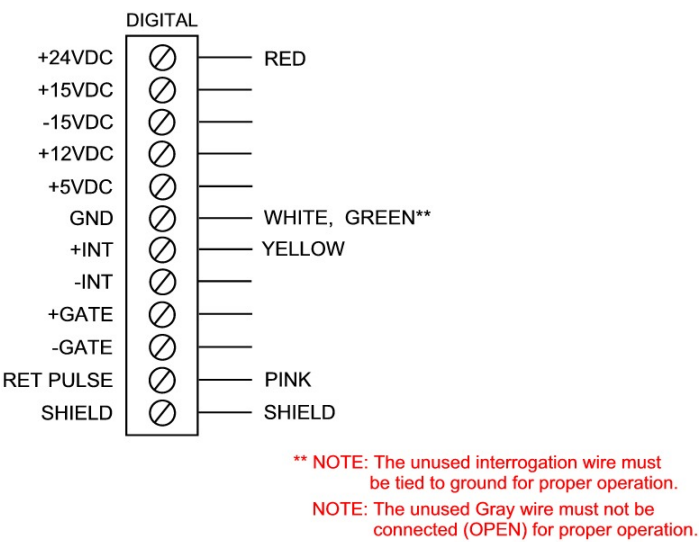 DIGITAL
+24VDC RED
+15VDC
-15VDC
+12VDC
+5VDC
GND WHITE, GREEN**
+INT YELLOW
-INT
+GATE
-GATE
RET PULSE PINK
SHIELD SHIELD
** NOTE: The unused interrogation wire must
be tied to ground for proper operation.
NOTE: The unused Gray wire must not be
connected (OPEN) for proper operation.